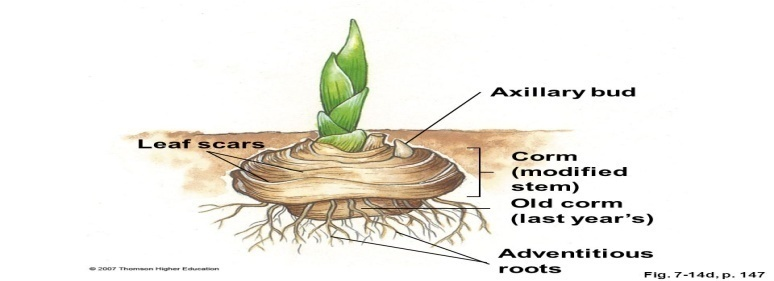 Axillary bud
Leaf scars
Corm
(modified
stem)
Old corm
(last year's)
Adventitious
roots
© 2007 Thomson Higher Education
Fig. 7-14d, p. 147